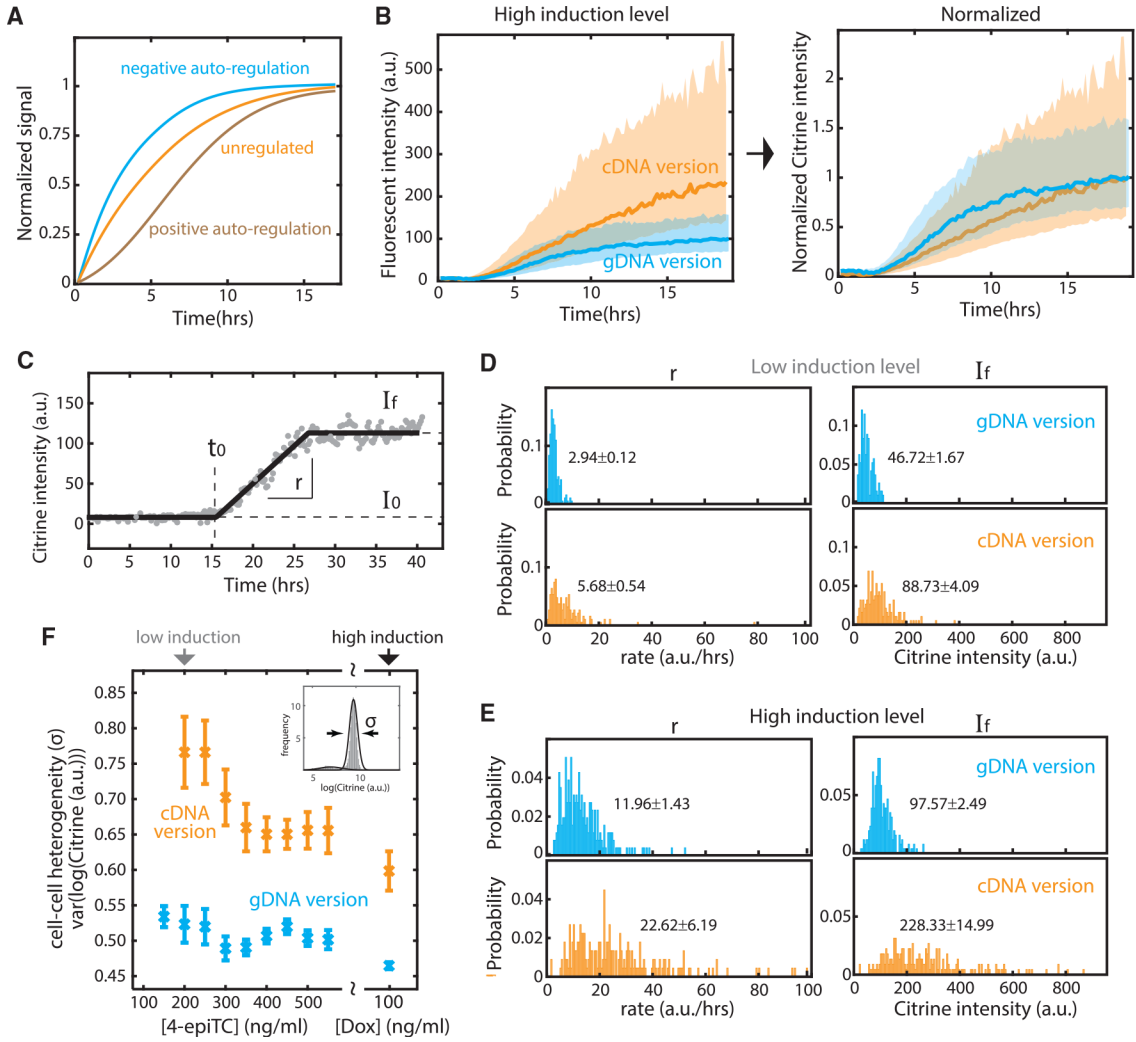 A
Normalized signal
1
0.75
0.5
0.25
0
negative auto-regulation
unregulated
positive auto-regulation
5
10
15
Time(hrs)
B
High induction level
Fluorescent intensity (a.u.)
500
400
300
200
100
0
cDNA version
gDNA version
5
10
15
Time(hrs)
Normalized
Normalized Citrine intensity
2
1.5
1
0.5
0
5
10
15
Time(hrs)
C
Citrine intensity (a.u.)
150
100
50
0
t0
r
If
I0
0 5 10 15 20 25 30 35 40
Time (hrs)
D
Low induction level
r
If
Probability
0.1
0
2.94±0.12
0.1
0.05
0
gDNA version
46.72±1.67
Probability
0.1
0
5.68±0.54
0 20 40 60 80 100
rate (a.u./hrs)
0.1
0.05
0
cDNA version
88.73±4.09
0 200 400 600 800
Citrine intensity (a.u.)
E
High induction level
r
If
Probability
0.04
0.02
0
11.96±1.43
0.05
0
gDNA version
97.57±2.49
Probability
0.04
0.02
0
22.62±6.19
0 20 40 60 80 100
rate (a.u./hrs)
0.05
0
cDNA version
228.33±14.99
0 200 400 600 800
Citrine intensity (a.u.)
F
low induction
high induction
cell-cell heterogeneity (σ)
var(log(Citrine (a.u.)))
0.85
0.80
0.75
0.70
0.65
0.60
0.55
0.50
0.45
cDNA
version
gDNA version
frequency
10
5
σ
5 10
log(Citrine (a.u.))
~
~
100 200 300 400 500 100
[4-epiTC] (ng/ml) [Dox] (ng/ml)